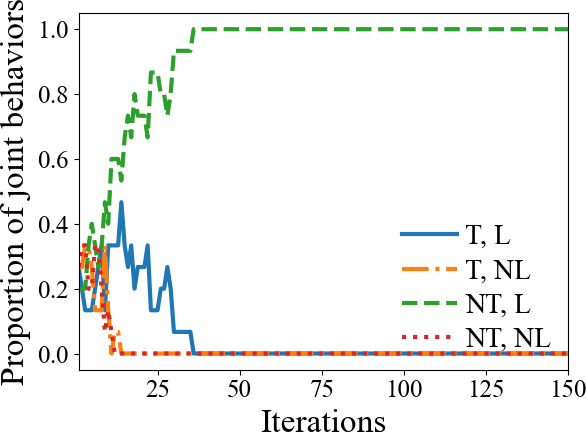 Proportion of joint behaviors
1.0
0.8
0.6
0.4
0.2
0.0
T, L
T, NL
NT, L
NT, NL
25
50
75
100
125
150
Iterations